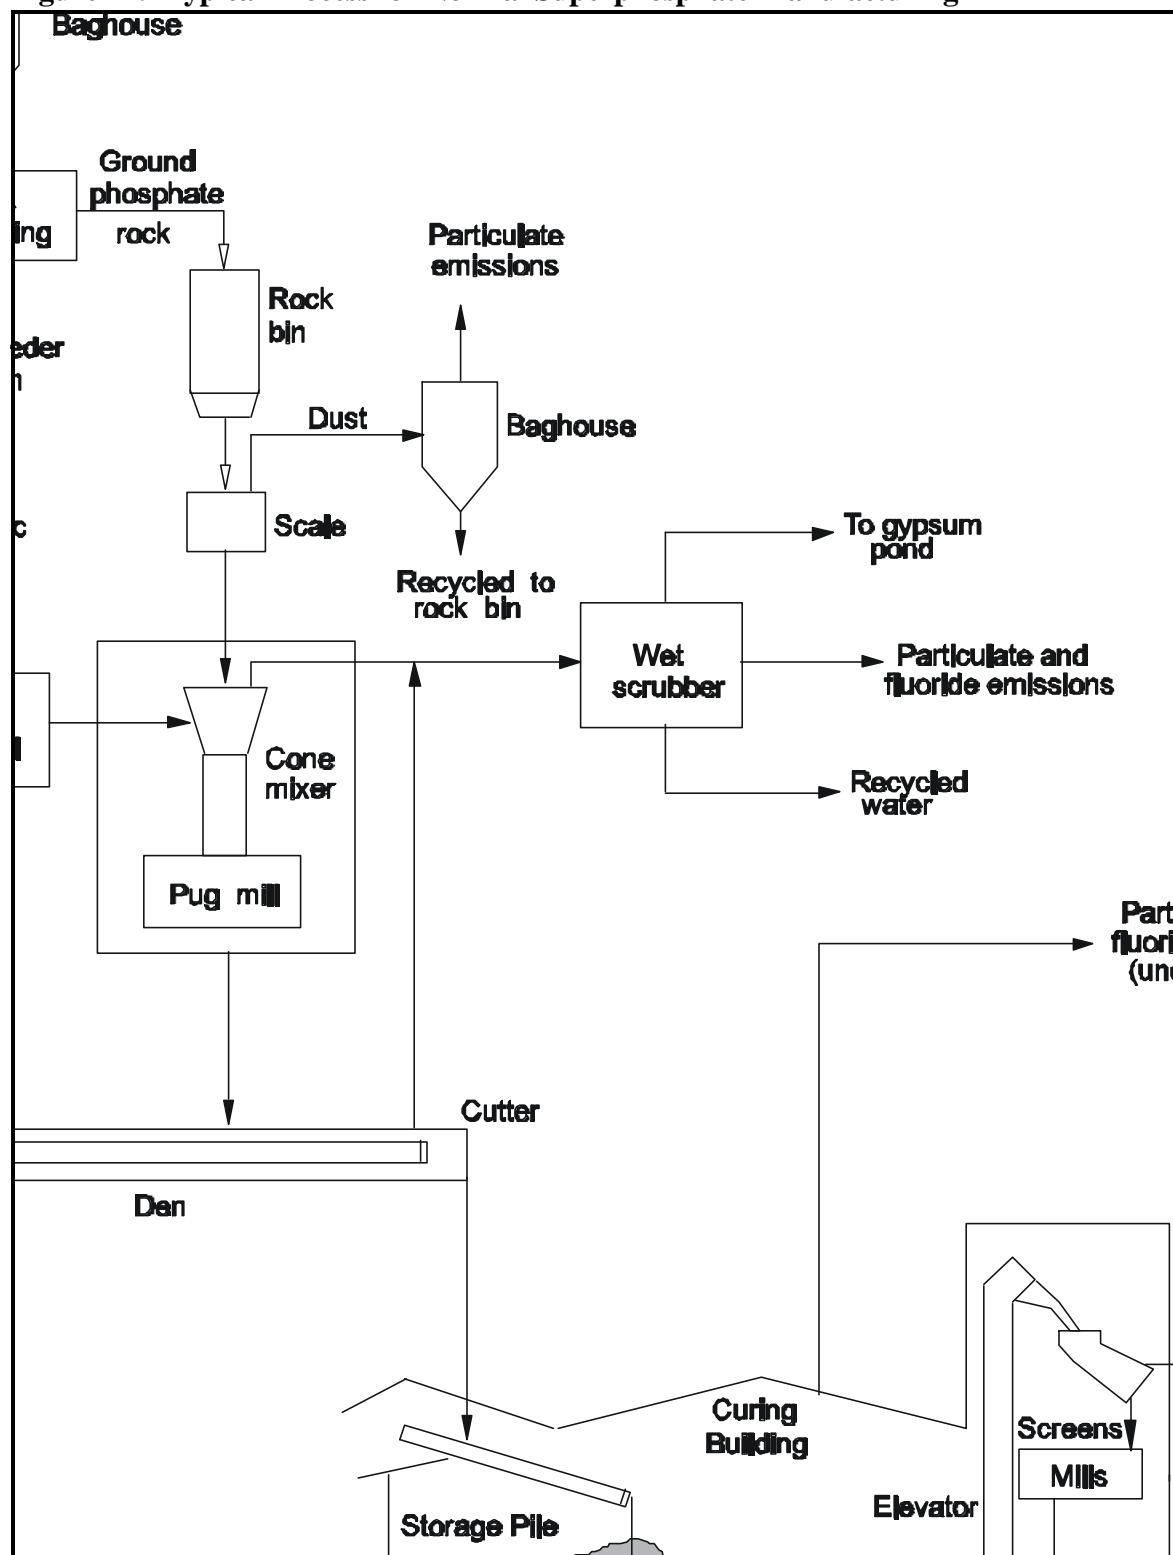 Baghouse
Ground
phosphate
rock
Particulate
emissions
Rock
bin
Dust
Baghouse
Scale
To gypsum
pond
Recycled to
rock bin
Wet
scrubber
Particulate and
fluoride emissions
Cone
mixer
Recycled
water
Pug mill
Cutter
Den
Curing
Building
Screens
Mills
Elevator
Storage Pile